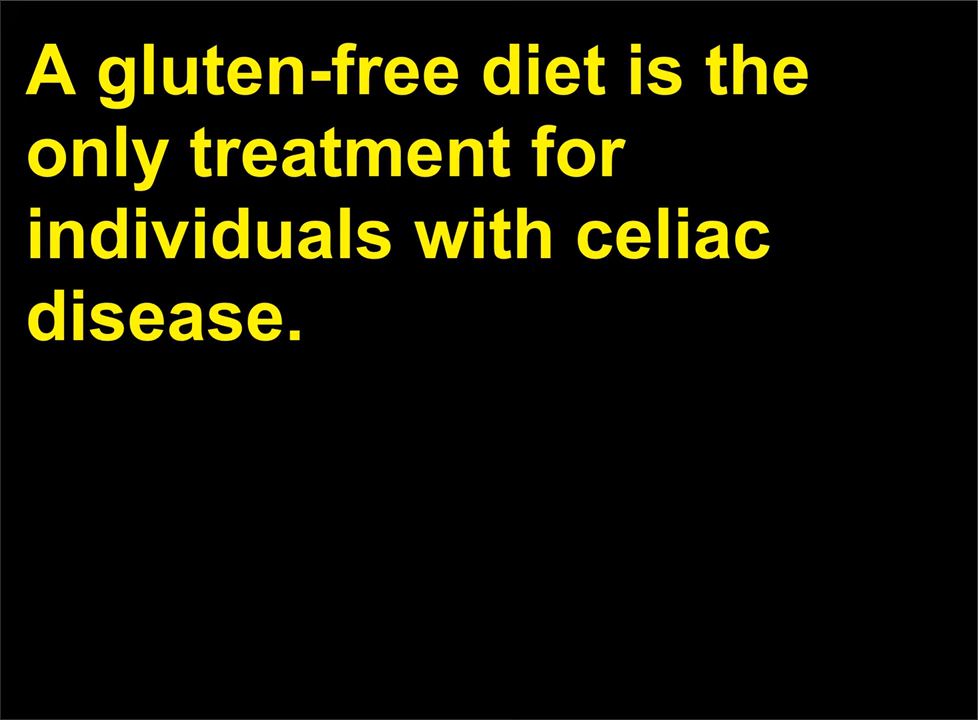 A gluten-free diet is the
only treatment for
individuals with celiac
disease.